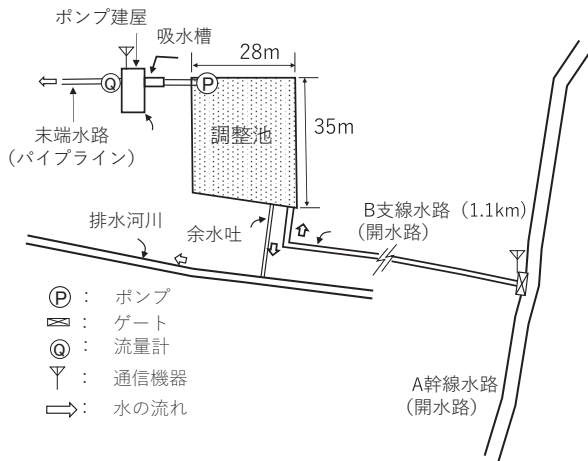 ポンプ建屋
吸水槽
28m
Q
P
35m
調整池
末端水路
(パイプライン)
排水河川
余水吐
B支線水路(1.1km)
(開水路)
P : ポンプ
: ゲート
Q : 流量計
: 通信機器
: 水の流れ
A幹線水路
(開水路)